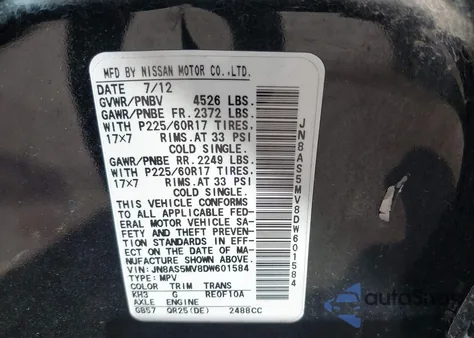 MFD BY NISSAN MOTOR CO.,LTD.
DATE 7/12
GVWR/PNBV 4526 LBS.
GAWR/PNBE FR. 2372 LBS.
WITH P225/60R17 TIRES,
17x7 RIMS.AT 33 PSI
COLD SINGLE.
GAWR/PNBE RR. 2249 LBS.
WITH P225/60R17 TIRES,
17x7 RIMS.AT 33 PSI
COLD SINGLE.
THIS VEHICLE CONFORMS
TO ALL APPLICABLE FED-
ERAL MOTOR VEHICLE SA-
FETY AND THEFT PREVEN-
TION STANDARDS IN EFF-
ECT ON THE DATE OF MA-
NUFACTURE SHOWN ABOVE.
VIN: JN8AS5MV8DW601584
TYPE: MPV
COLOR TRIM TRANS
KH3 G RE0F10A
AXLE ENGINE
GB57 QR25(DE) 2488CC
JN8AS5MV8DW601584